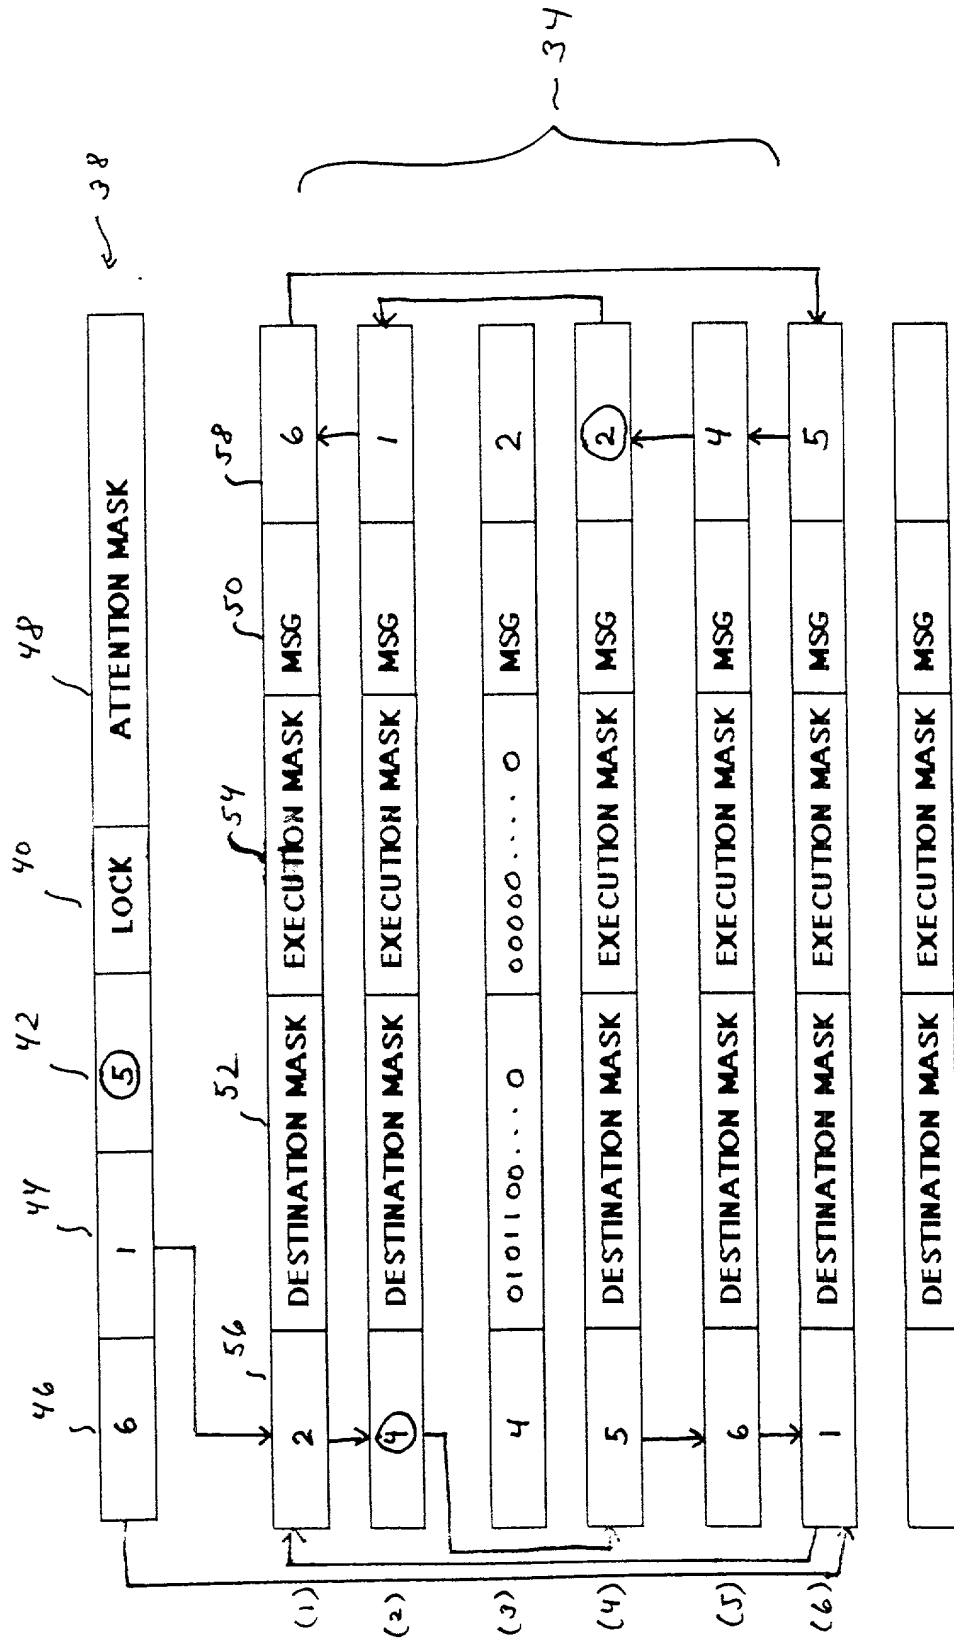 46 44 42 40 48
6 1 5 LOCK ATTENTION MASK
38
56 52 54 50 58
(1) 2 DESTINATION MASK EXECUTION MASK MSG 6
(2) 4 DESTINATION MASK EXECUTION MASK MSG 1
(3) 4 0101100...0 00000....0 MSG 2
(4) 5 DESTINATION MASK EXECUTION MASK MSG 2
(5) 6 DESTINATION MASK EXECUTION MASK MSG 4
(6) 1 DESTINATION MASK EXECUTION MASK MSG 5
DESTINATION MASK EXECUTION MASK MSG
34